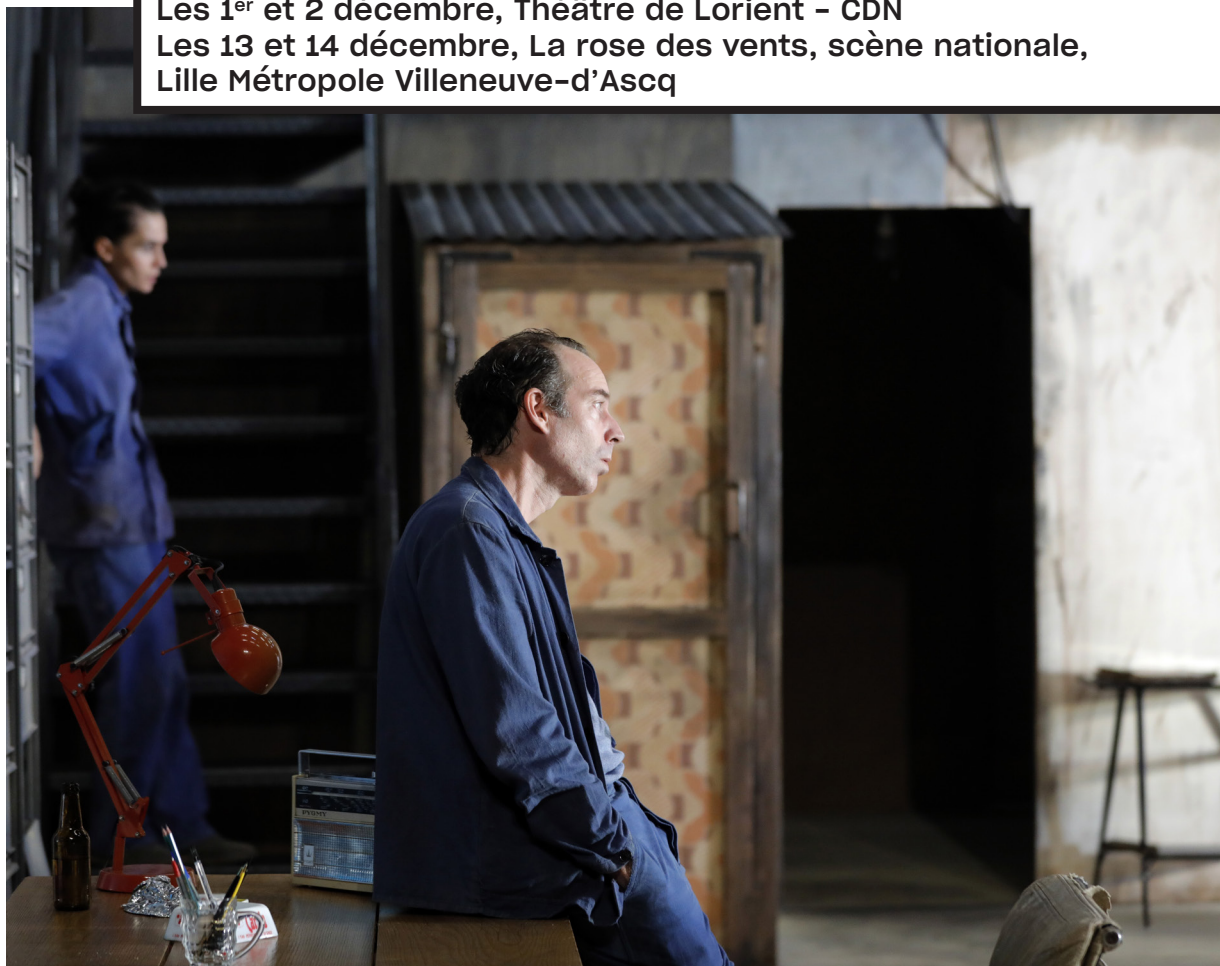 Les 1er et 2 décembre, Théâtre de Lorient – CDN
Les 13 et 14 décembre, La rose des vents, scène nationale,
Lille Métropole Villeneuve–d’Ascq